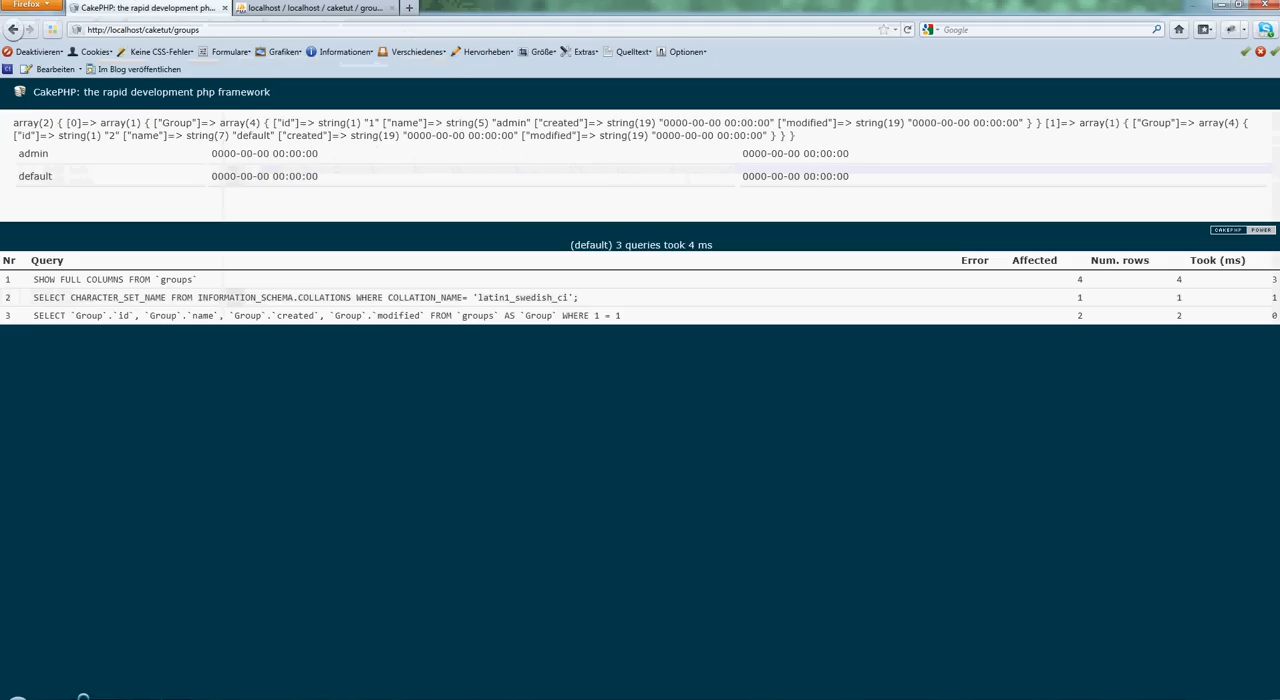 Firefox
CakePHP: the rapid development php f... localhost / localhost / caketut / grou...
http://localhost/caketut/groups
Google
Deaktivieren Cookies Keine CSS-Fehler Formulare Grafiken Informationen Verschiedenes Hervorheben Größe Extras Quelltext Optionen
Bearbeiten Im Blog veröffentlichen
CakePHP: the rapid development php framework
array(2) { [0]=> array(1) { ["Group"]=> array(4) { ["id"]=> string(1) "1" ["name"]=> string(5) "admin" ["created"]=> string(19) "0000-00-00 00:00:00" ["modified"]=> string(19) "0000-00-00 00:00:00" } } [1]=> array(1) { ["Group"]=> array(4) {
["id"]=> string(1) "2" ["name"]=> string(7) "default" ["created"]=> string(19) "0000-00-00 00:00:00" ["modified"]=> string(19) "0000-00-00 00:00:00" } } }
admin 0000-00-00 00:00:00 0000-00-00 00:00:00
default 0000-00-00 00:00:00 0000-00-00 00:00:00
CAKEPHP POWER
(default) 3 queries took 4 ms
Nr Query Error Affected Num. rows Took (ms)
1 SHOW FULL COLUMNS FROM `groups` 4 4 3
2 SELECT CHARACTER_SET_NAME FROM INFORMATION_SCHEMA.COLLATIONS WHERE COLLATION_NAME= 'latin1_swedish_ci'; 1 1 1
3 SELECT `Group`.`id`, `Group`.`name`, `Group`.`created`, `Group`.`modified` FROM `groups` AS `Group` WHERE 1 = 1 2 2 0